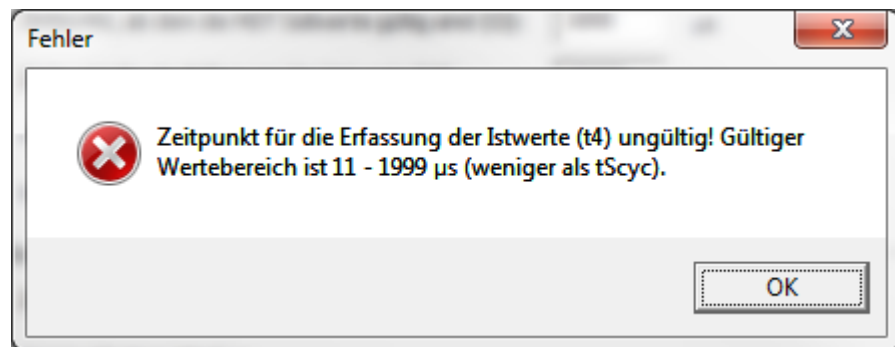 Fehler
Zeitpunkt für die Erfassung der Istwerte (t4) ungültig! Gültiger
Wertebereich ist 11 - 1999 µs (weniger als tScyc).
OK